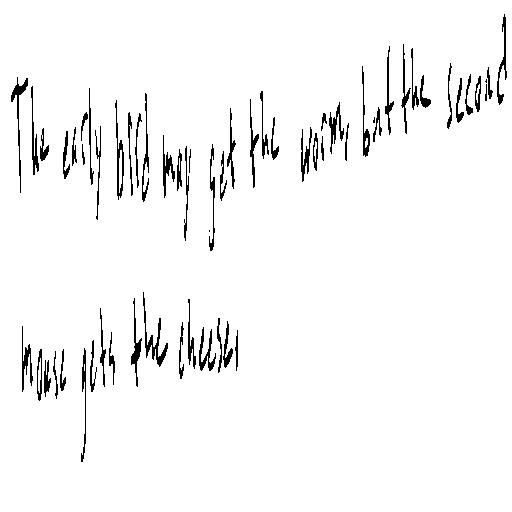 The early bird may get the worm but the second
mouse gets the cheese!